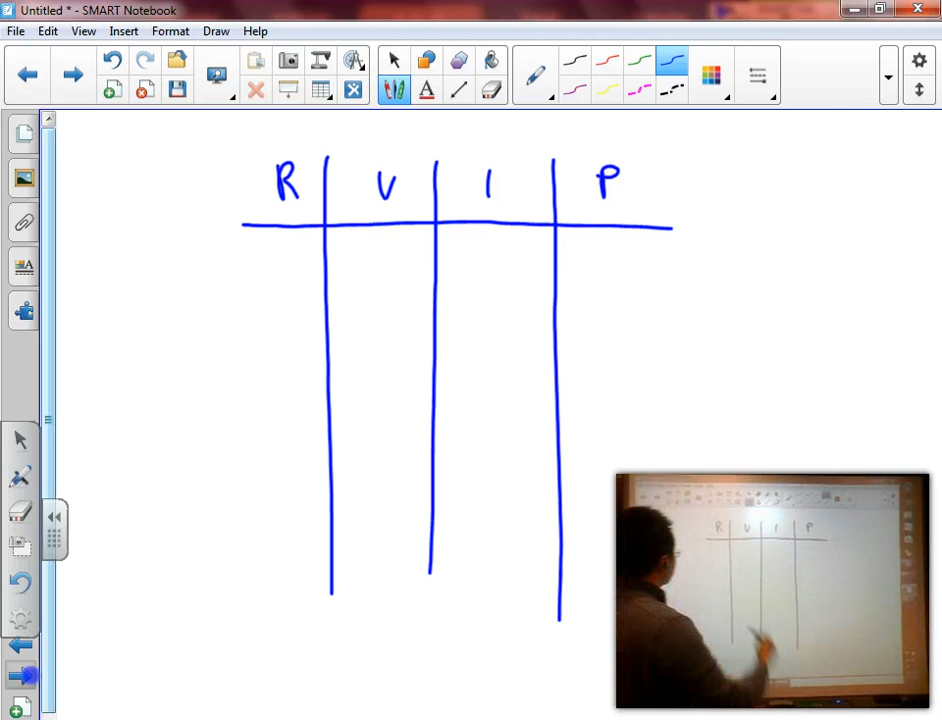 Untitled * - SMART Notebook
File Edit View Insert Format Draw Help
R V I P
R V I P